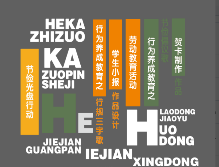 HEKA
ZHIZUO
KA
ZUOPIN
SHEJI
H
E
JIEJIAN
GUANGPAN
IEJIAN
XINGDONG
LAODONG
JIAOYU
HUO
DONG
节俭光盘行动
行为养成教育之
行规三字歌
学生小报
作品设计
劳动教育活动
行为养成教育之
贺卡制作